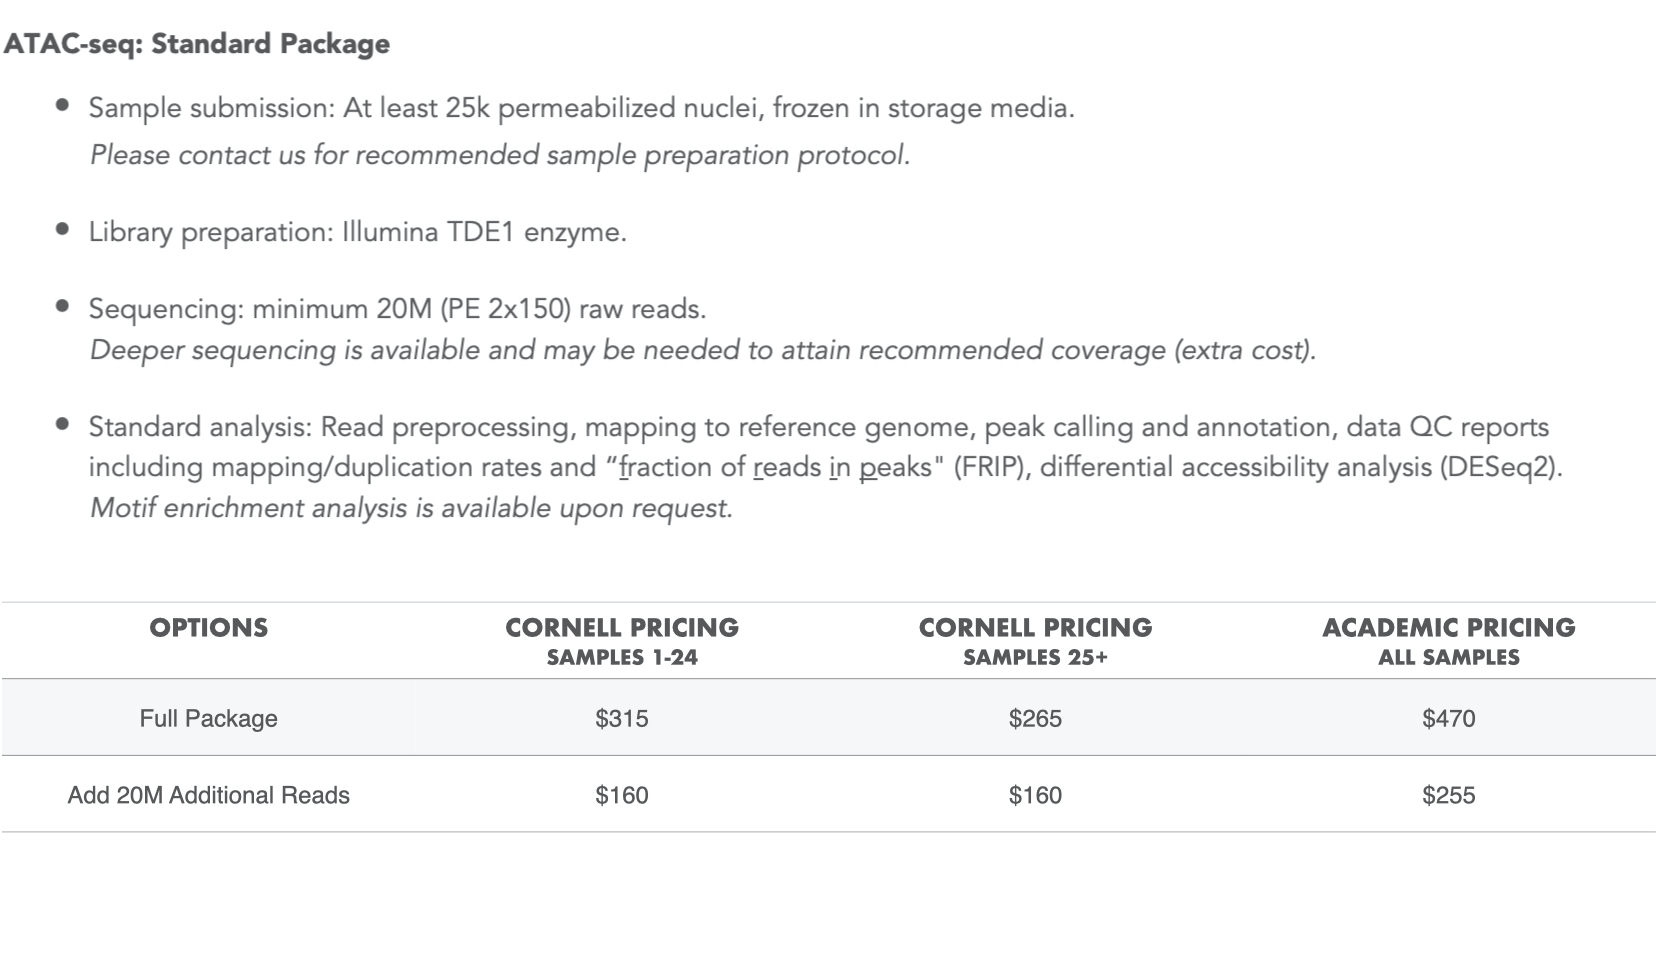 ATAC-seq: Standard Package
• Sample submission: At least 25k permeabilized nuclei, frozen in storage media.
Please contact us for recommended sample preparation protocol.
• Library preparation: Illumina TDE1 enzyme.
• Sequencing: minimum 20M (PE 2x150) raw reads.
Deeper sequencing is available and may be needed to attain recommended coverage (extra cost).
• Standard analysis: Read preprocessing, mapping to reference genome, peak calling and annotation, data QC reports
including mapping/duplication rates and “fraction of reads in peaks" (FRIP), differential accessibility analysis (DESeq2).
Motif enrichment analysis is available upon request.
OPTIONS CORNELL PRICING CORNELL PRICING ACADEMIC PRICING
SAMPLES 1-24 SAMPLES 25+ ALL SAMPLES
Full Package $315 $265 $470
Add 20M Additional Reads $160 $160 $255